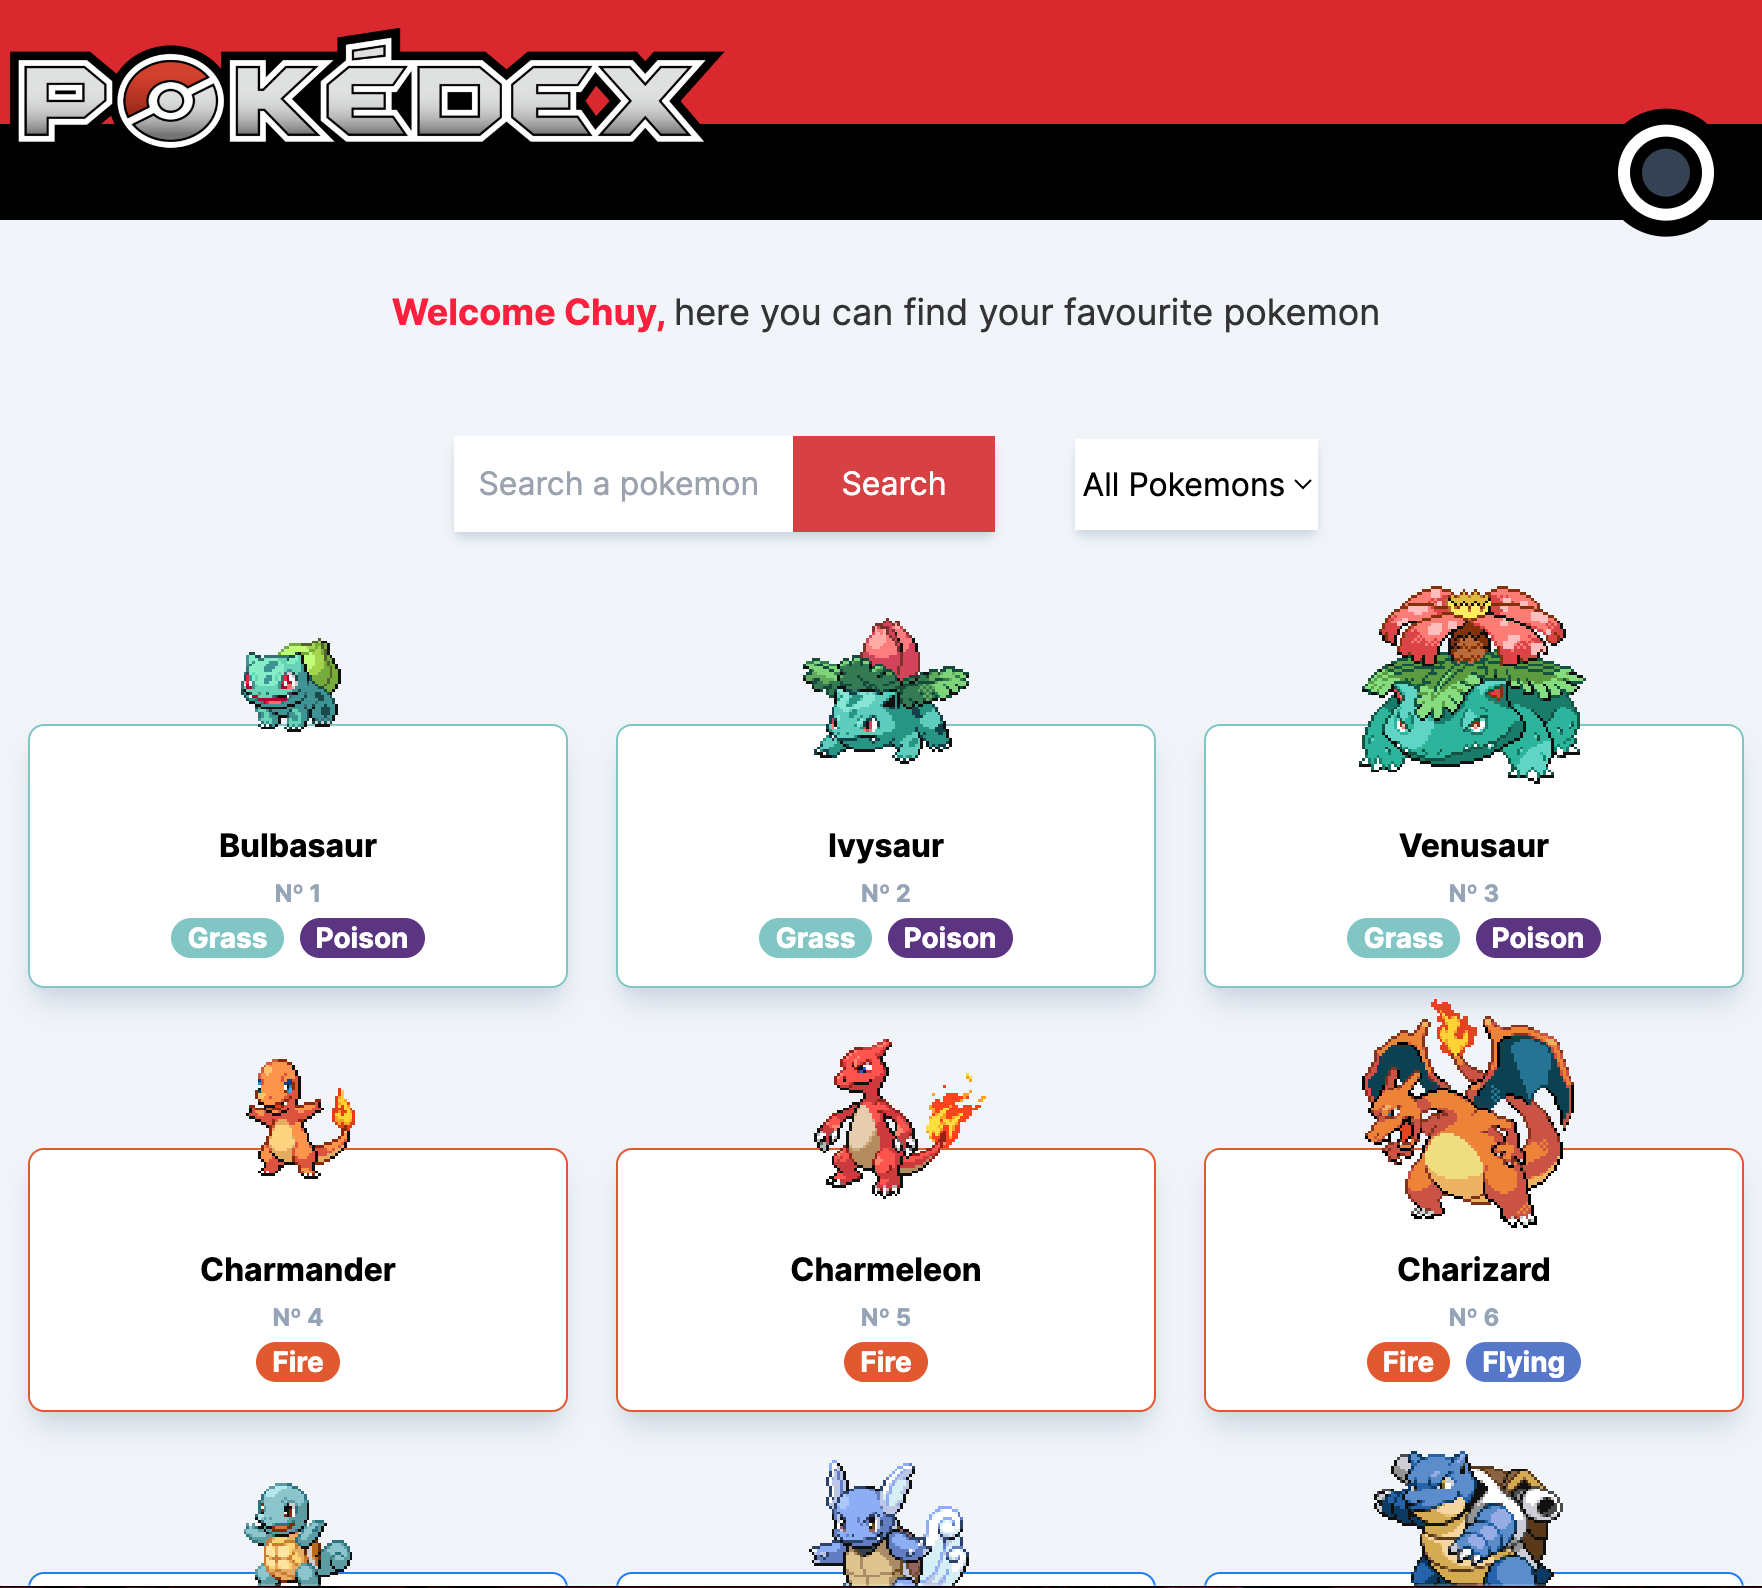 POKÉDEX
Welcome Chuy, here you can find your favourite pokemon
Search a pokemon
Search
All Pokemons
Bulbasaur
Nº 1
Grass Poison
Ivysaur
Nº 2
Grass Poison
Venusaur
Nº 3
Grass Poison
Charmander
Nº 4
Fire
Charmeleon
Nº 5
Fire
Charizard
Nº 6
Fire Flying